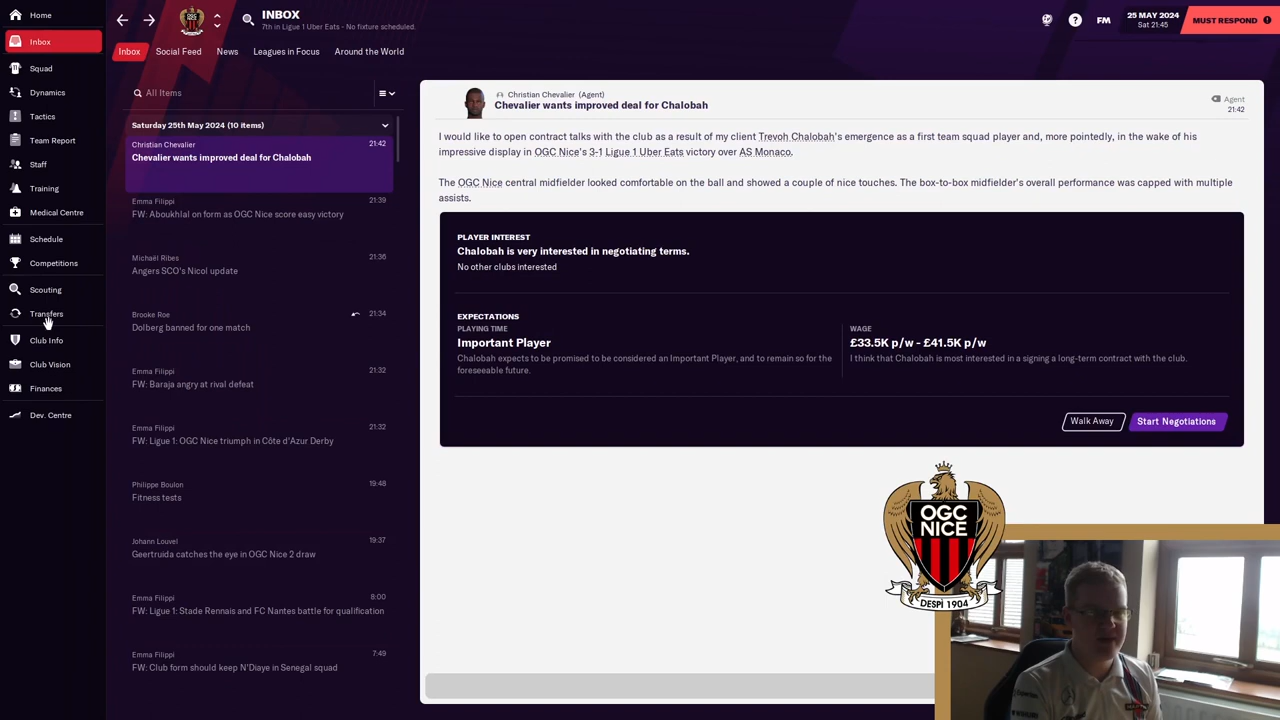 Home
Inbox
Squad
Dynamics
Tactics
Team Report
Staff
Training
Medical Centre
Schedule
Competitions
Scouting
Transfers
Club Info
Club Vision
Finances
Dev. Centre
INBOX
7th in Ligue 1 Uber Eats - No fixture scheduled.
?
FM
25 MAY 2024
Sat 21:45
MUST RESPOND
Inbox
Social Feed
News
Leagues in Focus
Around the World
All Items
Saturday 25th May 2024 (10 items)
Christian Chevalier 21:42
Chevalier wants improved deal for Chalobah
Emma Filippi 21:39
FW: Aboukhlal on form as OGC Nice score easy victory
Michaël Ribes 21:36
Angers SCO's Nicol update
Brooke Roe 21:34
Dolberg banned for one match
Emma Filippi 21:32
FW: Baraja angry at rival defeat
Emma Filippi 21:32
FW: Ligue 1: OGC Nice triumph in Côte d'Azur Derby
Philippe Boulon 19:48
Fitness tests
Johann Louvel 19:37
Geertruida catches the eye in OGC Nice 2 draw
Emma Filippi 8:00
FW: Ligue 1: Stade Rennais and FC Nantes battle for qualification
Emma Filippi 7:49
FW: Club form should keep N'Diaye in Senegal squad
Christian Chevalier (Agent)
Chevalier wants improved deal for Chalobah
Agent
21:42
I would like to open contract talks with the club as a result of my client Trevoh Chalobah's emergence as a first team squad player and, more pointedly, in the wake of his
impressive display in OGC Nice's 3-1 Ligue 1 Uber Eats victory over AS Monaco.
The OGC Nice central midfielder looked comfortable on the ball and showed a couple of nice touches. The box-to-box midfielder's overall performance was capped with multiple
assists.
PLAYER INTEREST
Chalobah is very interested in negotiating terms.
No other clubs interested
EXPECTATIONS
PLAYING TIME
Important Player
Chalobah expects to be promised to be considered an Important Player, and to remain so for the
foreseeable future.
WAGE
£33.5K p/w - £41.5K p/w
I think that Chalobah is most interested in a signing a long-term contract with the club.
Walk Away
Start Negotiations
OGC
NICE
DESPI 1904